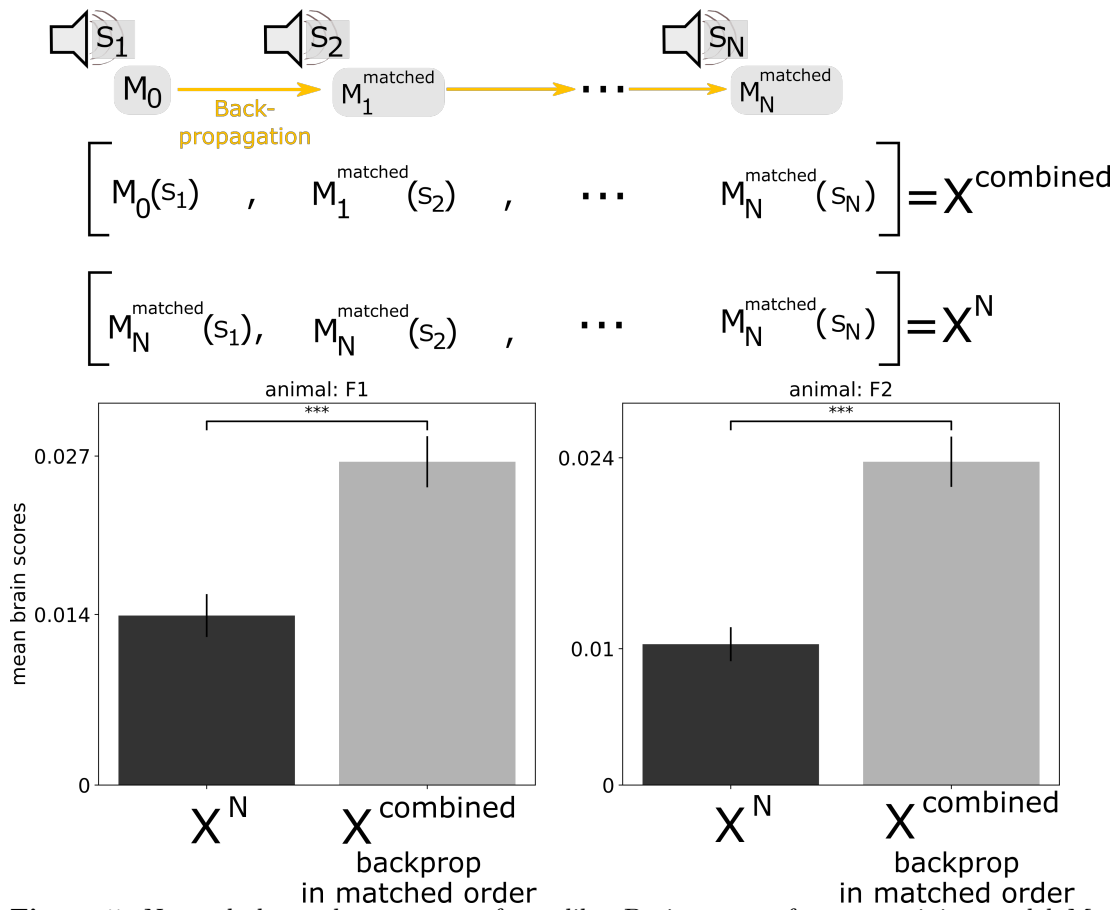 S1 S2 SN
M0 M1 matched ... MN matched
Back-
propagation
[ M0(S1) , M1 matched (S2) , ... MN matched (SN) ] = X combined
[ MN matched (S1), MN matched (S2) , ... MN matched (SN) ] = X N
animal: F1
***
mean brain scores
0.027
0.014
0
X N X combined
backprop
in matched order
animal: F2
***
0.024
0.01
0
X N X combined
backprop
in matched order